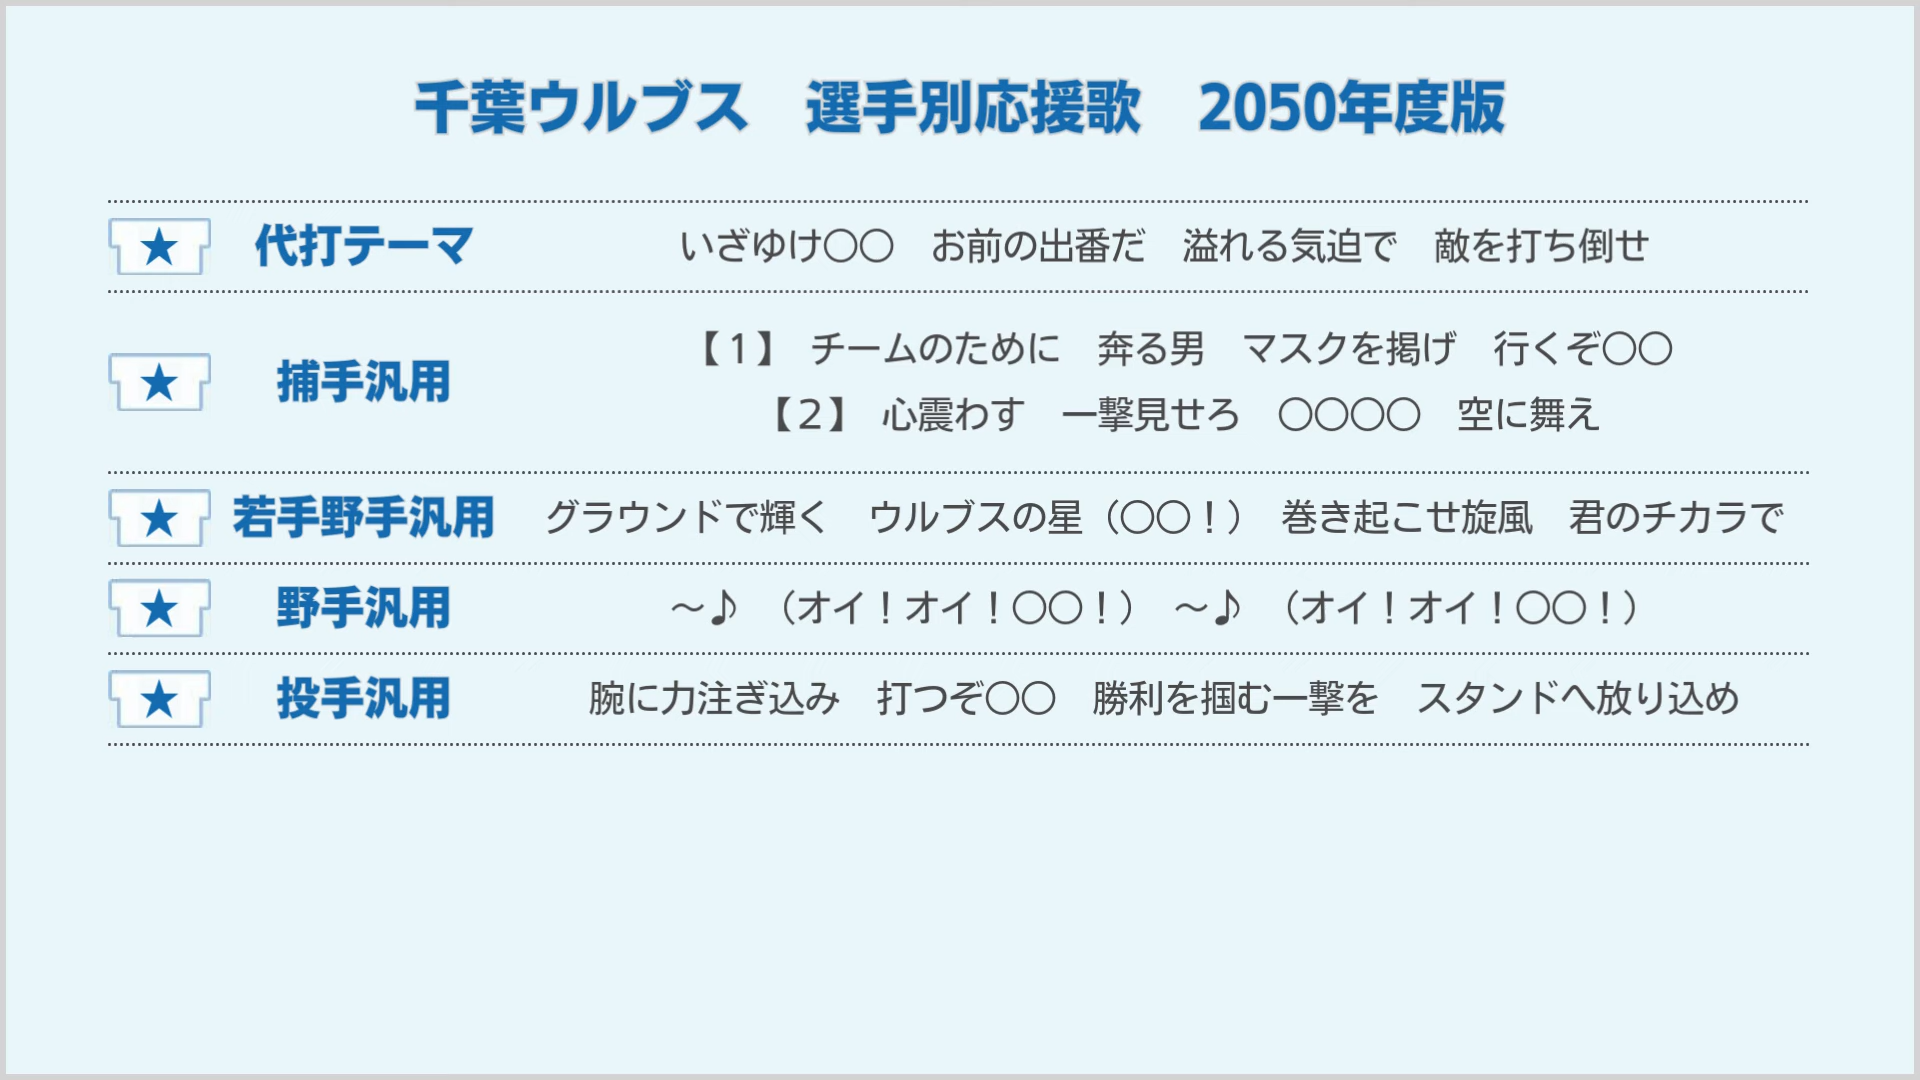 千葉ウルブス　選手別応援歌　2050年度版
★　代打テーマ　いざゆけ〇〇　お前の出番だ　溢れる気迫で　敵を打ち倒せ
★　捕手汎用　【１】 チームのために　奔る男　マスクを掲げ　行くぞ〇〇
【２】 心震わす　一撃見せろ　〇〇〇〇　空に舞え
★　若手野手汎用　グラウンドで輝く　ウルブスの星（〇〇！）　巻き起こせ旋風　君のチカラで
★　野手汎用　～♪　（オイ！オイ！〇〇！）　～♪　（オイ！オイ！〇〇！）
★　投手汎用　腕に力注ぎ込み　打つぞ〇〇　勝利を掴む一撃を　スタンドへ放り込め